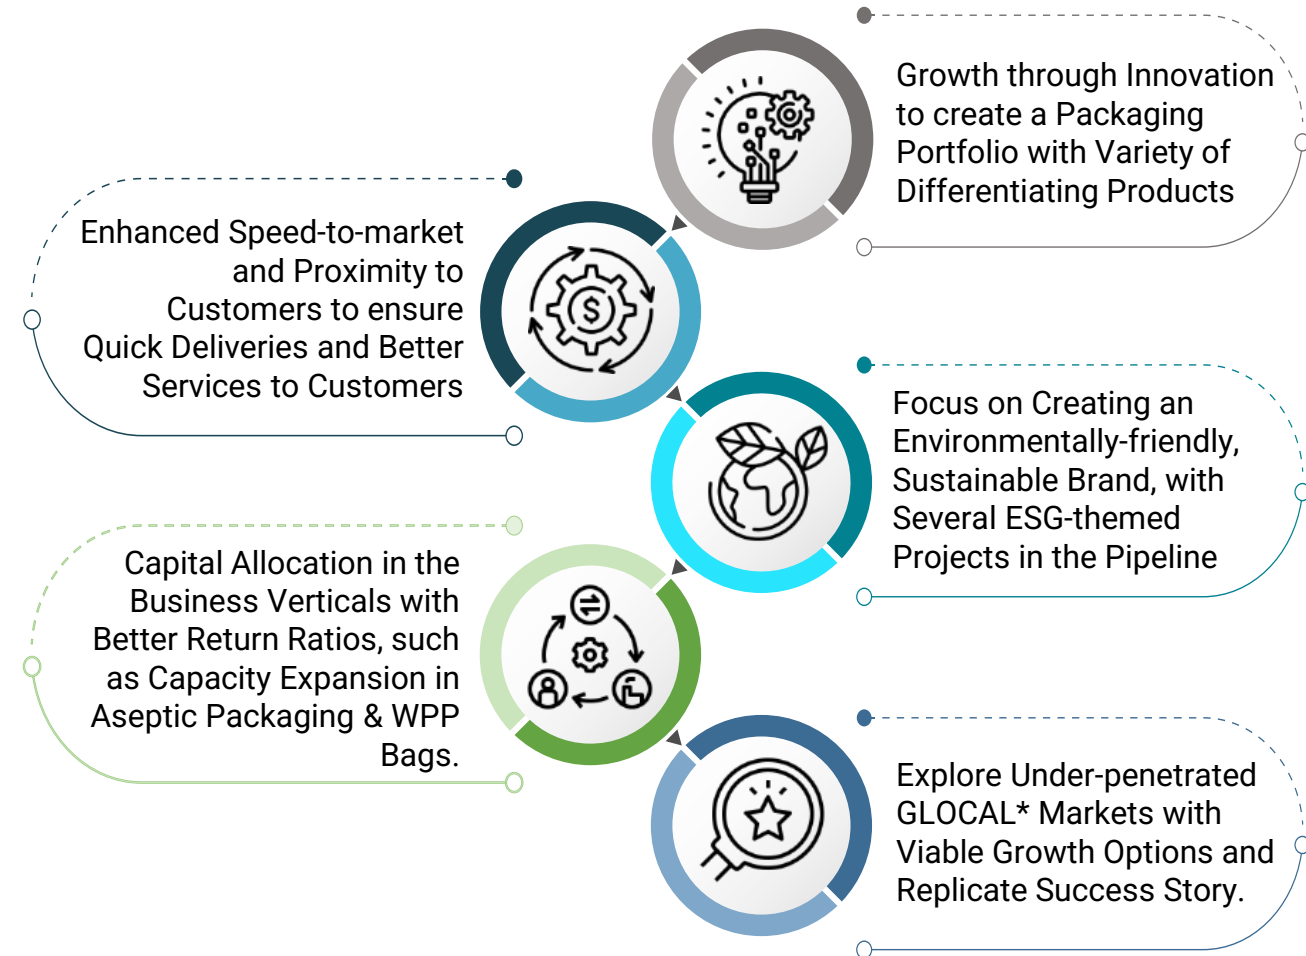 Growth through Innovation
to create a Packaging
Portfolio with Variety of
Differentiating Products
Enhanced Speed-to-market
and Proximity to
Customers to ensure
Quick Deliveries and Better
Services to Customers
$
Focus on Creating an
Environmentally-friendly,
Sustainable Brand, with
Several ESG-themed
Projects in the Pipeline
Capital Allocation in the
Business Verticals with
Better Return Ratios, such
as Capacity Expansion in
Aseptic Packaging & WPP
Bags.
Explore Under-penetrated
GLOCAL* Markets with
Viable Growth Options and
Replicate Success Story.